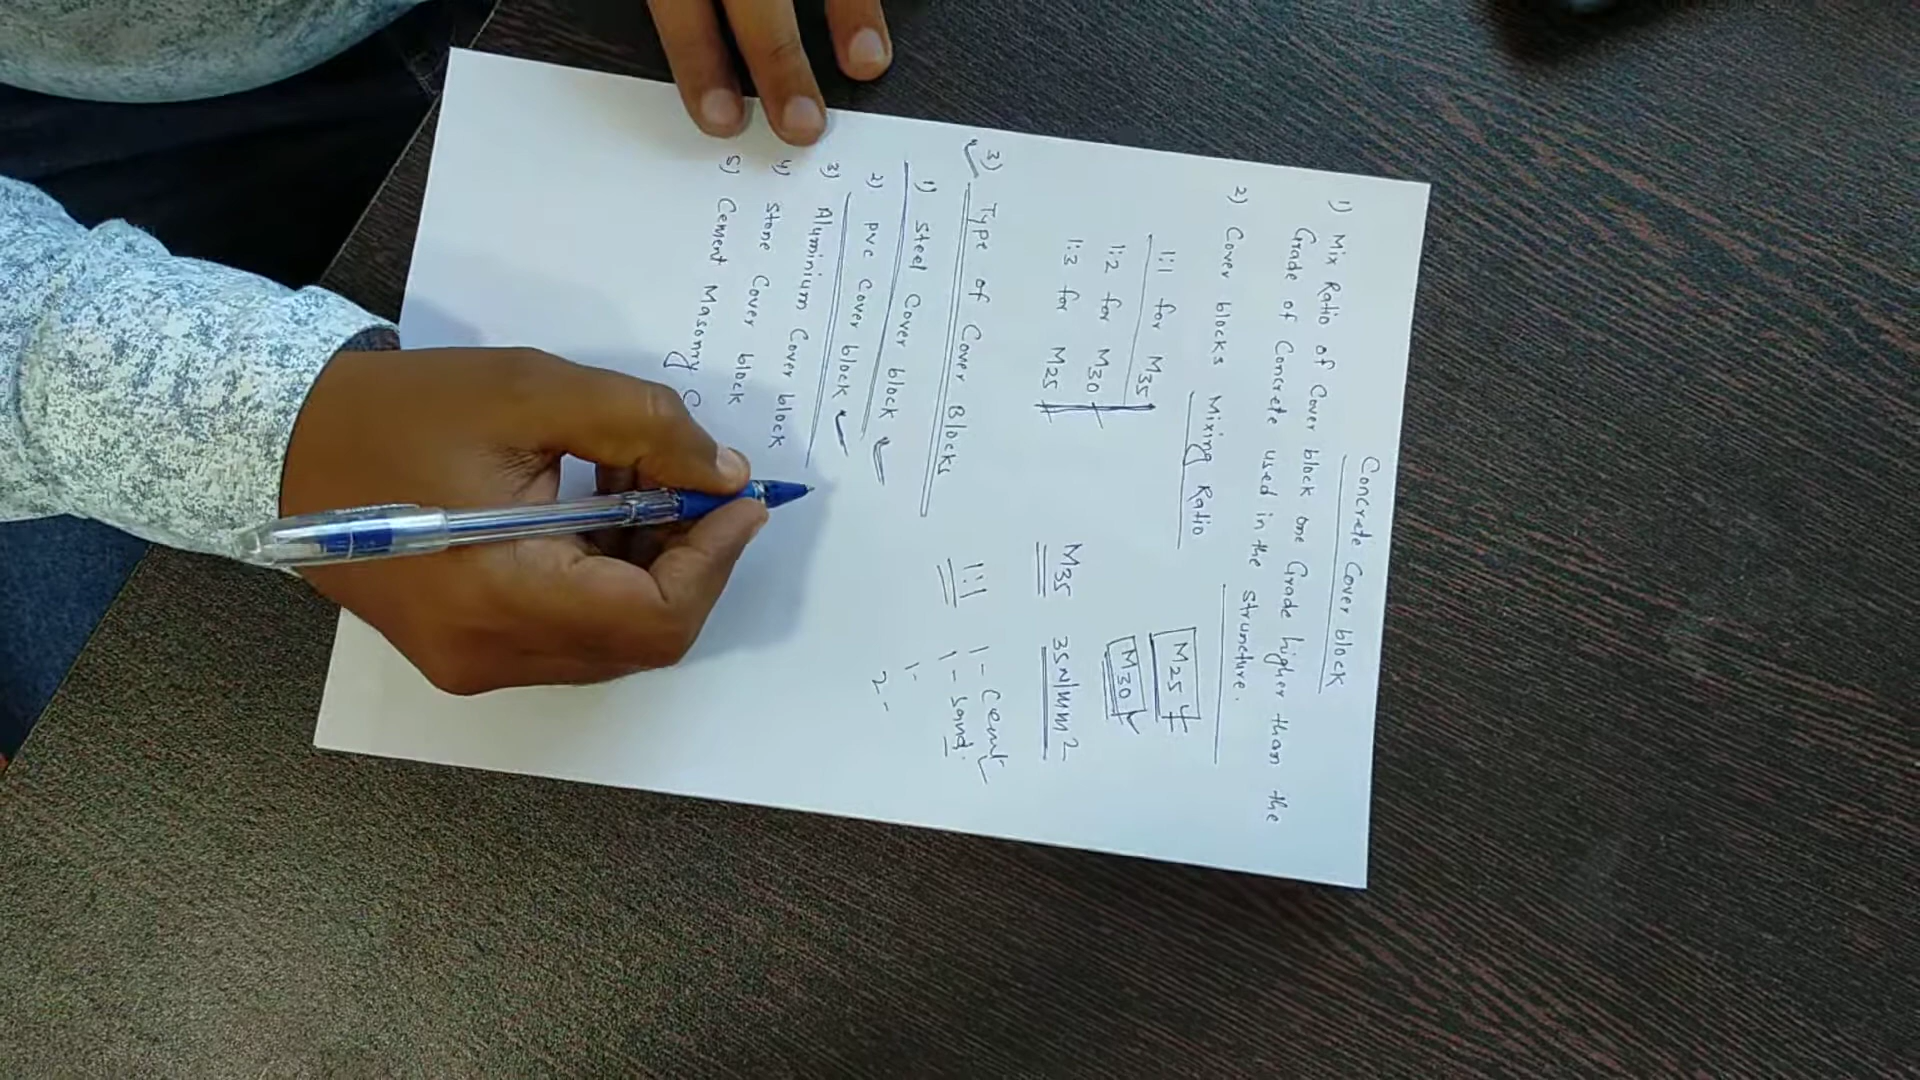 Concrete Cover block
1) Mix Ratio of Cover block one Grade higher than the
Grade of Concrete used in the structure.
2) Cover blocks Mixing Ratio
M25
1:1 for M35
M30
1:2 for M30
1:3 for M25
M35 35N/mm2
3) Type of Cover Blocks
1:1 1- Cemt
1- Sand.
1) Steel Cover block
1-
2) PVC Cover block
2-
3) Aluminium Cover block
4) Stone Cover block
5) Cement Masonry